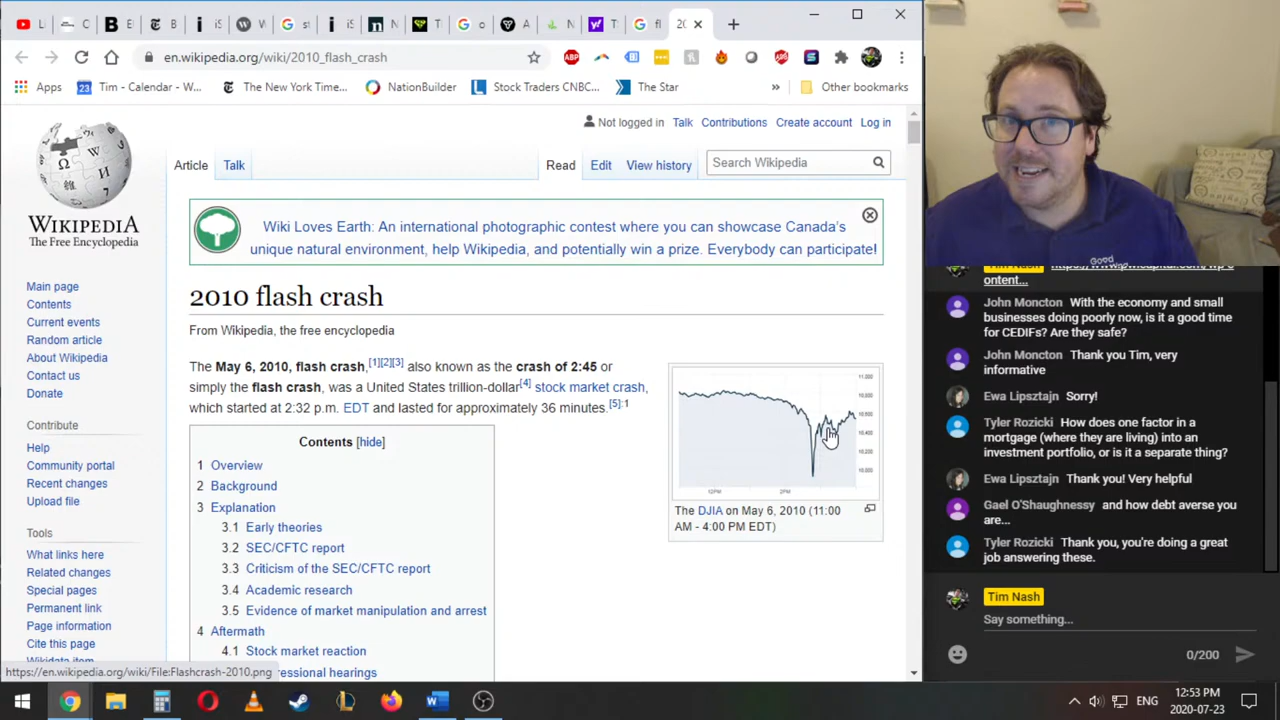 en.wikipedia.org/wiki/2010_flash_crash
ABP
Apps
23
Tim - Calendar - W...
The New York Time...
NationBuilder
Stock Traders CNBC...
The Star
»
Other bookmarks
Not logged in Talk Contributions Create account Log in
Article Talk Read Edit View history Search Wikipedia
WIKIPEDIA
The Free Encyclopedia
Main page
Contents
Current events
Random article
About Wikipedia
Contact us
Donate
Contribute
Help
Community portal
Recent changes
Upload file
Tools
What links here
Related changes
Special pages
Permanent link
Page information
Cite this page
Wikidata item
Wiki Loves Earth: An international photographic contest where you can showcase Canada's
unique natural environment, help Wikipedia, and potentially win a prize. Everybody can participate!
2010 flash crash
From Wikipedia, the free encyclopedia
The May 6, 2010, flash crash,[1][2][3] also known as the crash of 2:45 or
simply the flash crash, was a United States trillion-dollar[4] stock market crash,
which started at 2:32 p.m. EDT and lasted for approximately 36 minutes.[5]:1
Contents [hide]
1 Overview
2 Background
3 Explanation
3.1 Early theories
3.2 SEC/CFTC report
3.3 Criticism of the SEC/CFTC report
3.4 Academic research
3.5 Evidence of market manipulation and arrest
4 Aftermath
4.1 Stock market reaction
ressional hearings
12PM
2PM
The DJIA on May 6, 2010 (11:00
AM - 4:00 PM EDT)
https://en.wikipedia.org/wiki/File:Flashcrash-2010.png
Good
Tim Nash
ontent...
John Moncton With the economy and small
businesses doing poorly now, is it a good time
for CEDIFs? Are they safe?
John Moncton Thank you Tim, very
informative
Ewa Lipsztajn Sorry!
Tyler Rozicki How does one factor in a
mortgage (where they are living) into an
investment portfolio, or is it a separate thing?
Ewa Lipsztajn Thank you! Very helpful
Gael O'Shaughnessy and how debt averse you
are...
Tyler Rozicki Thank you, you're doing a great
job answering these.
Tim Nash
Say something...
0/200
ENG
12:53 PM
2020-07-23